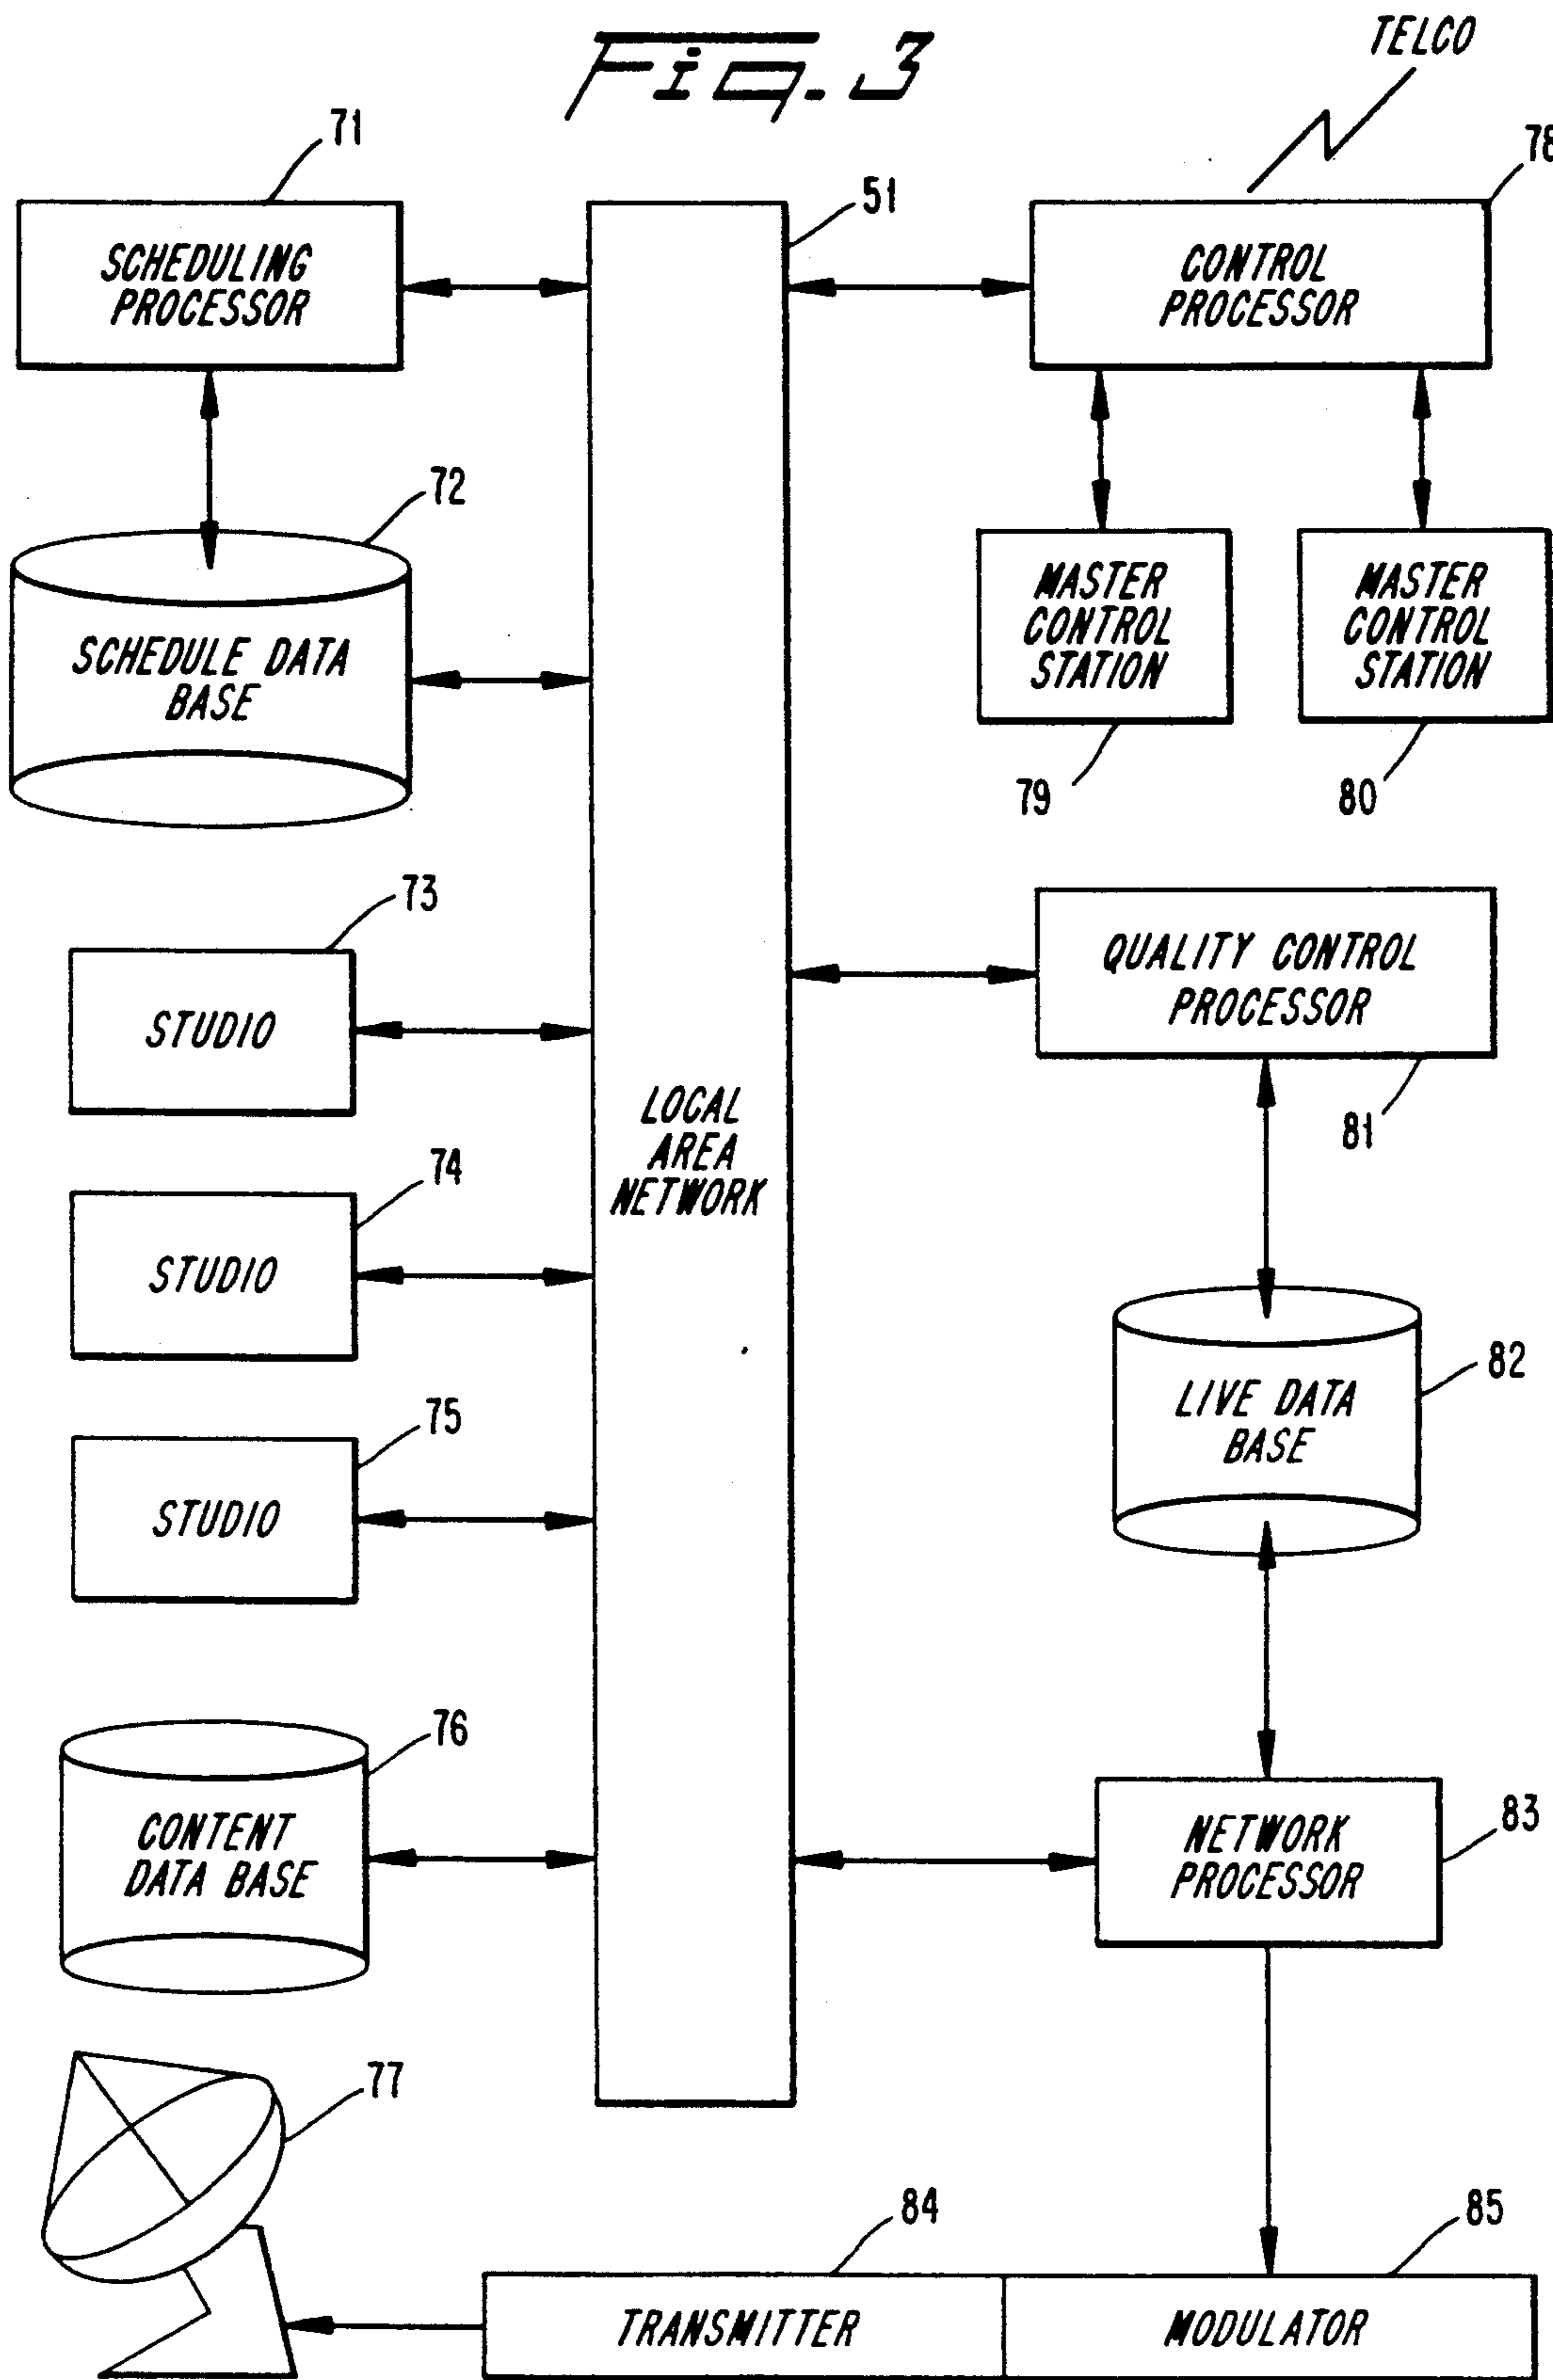 Fig. 3
TELCO
71
SCHEDULING
PROCESSOR
51
78
CONTROL
PROCESSOR
72
SCHEDULE DATA
BASE
MASTER
CONTROL
STATION
79
MASTER
CONTROL
STATION
80
73
STUDIO
QUALITY CONTROL
PROCESSOR
81
LOCAL
AREA
NETWORK
74
STUDIO
82
LIVE DATA
BASE
75
STUDIO
76
CONTENT
DATA BASE
83
NETWORK
PROCESSOR
77
84
TRANSMITTER
85
MODULATOR